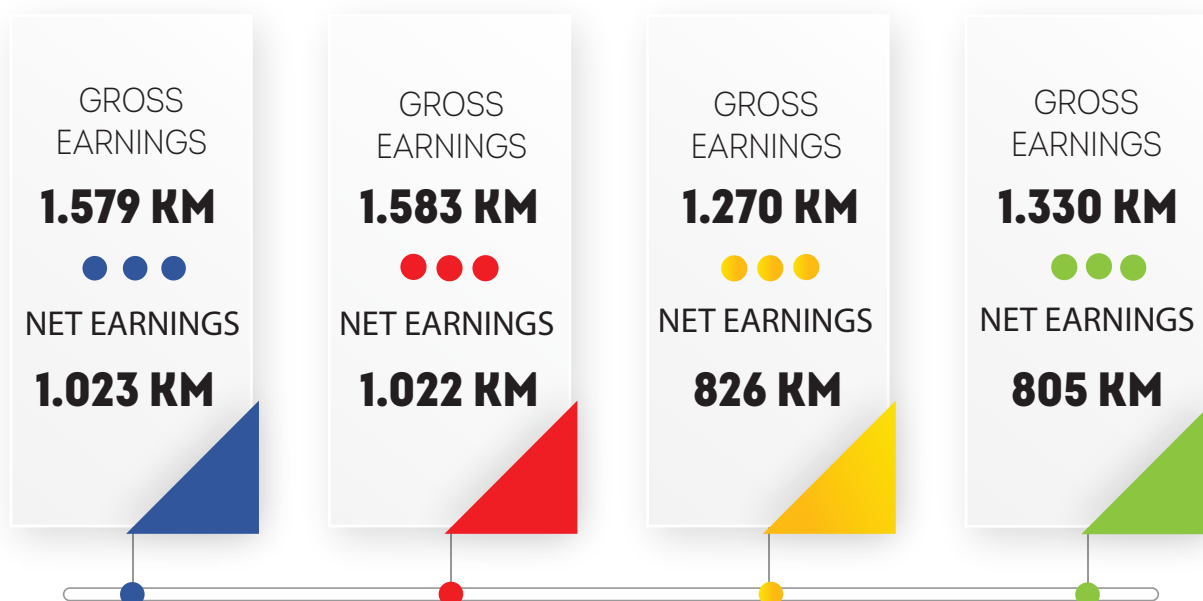 GROSS
EARNINGS
1.579 KM
NET EARNINGS
1.023 KM
GROSS
EARNINGS
1.583 KM
NET EARNINGS
1.022 KM
GROSS
EARNINGS
1.270 KM
NET EARNINGS
826 KM
GROSS
EARNINGS
1.330 KM
NET EARNINGS
805 KM